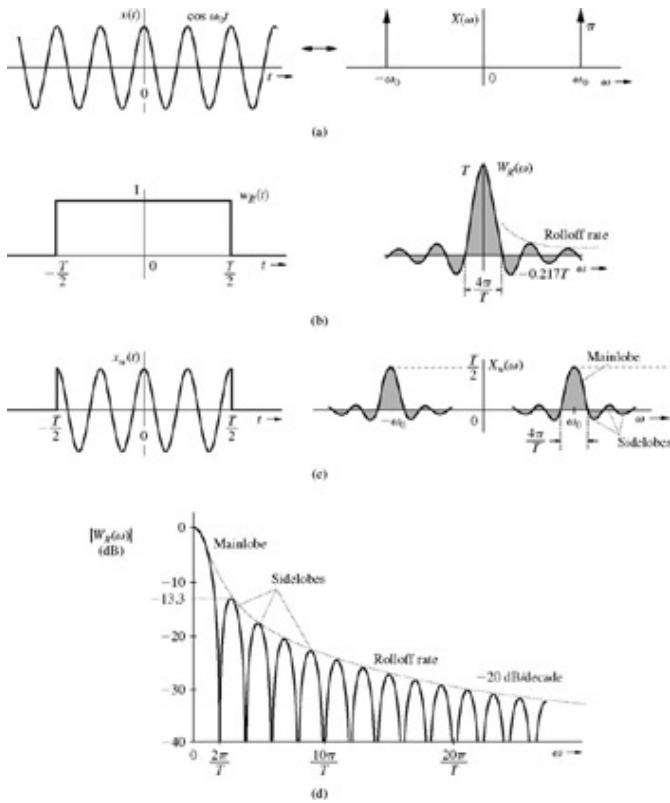 x(t) cos ω₀t X(ω) π
t → −ω₀ 0 ω₀ ω →
0
(a)
T W_R(ω)
1 w_R(t)
Rolloff rate
−T/2 0 T/2 t →
−0.217T ω →
4π/T
(b)
x_w(t) T/2 X_w(ω) Mainlobe
−T/2 0 T/2 t →
−ω₀ 0 ω₀ ω →
4π/T Sidelobes
(c)
|W_R(ω)|
(dB)
0
Mainlobe
Sidelobes
−10
−13.3
−20
Rolloff rate
−20 dB/decade
−30
−40
0 2π/T 10π/T 20π/T ω →
(d)